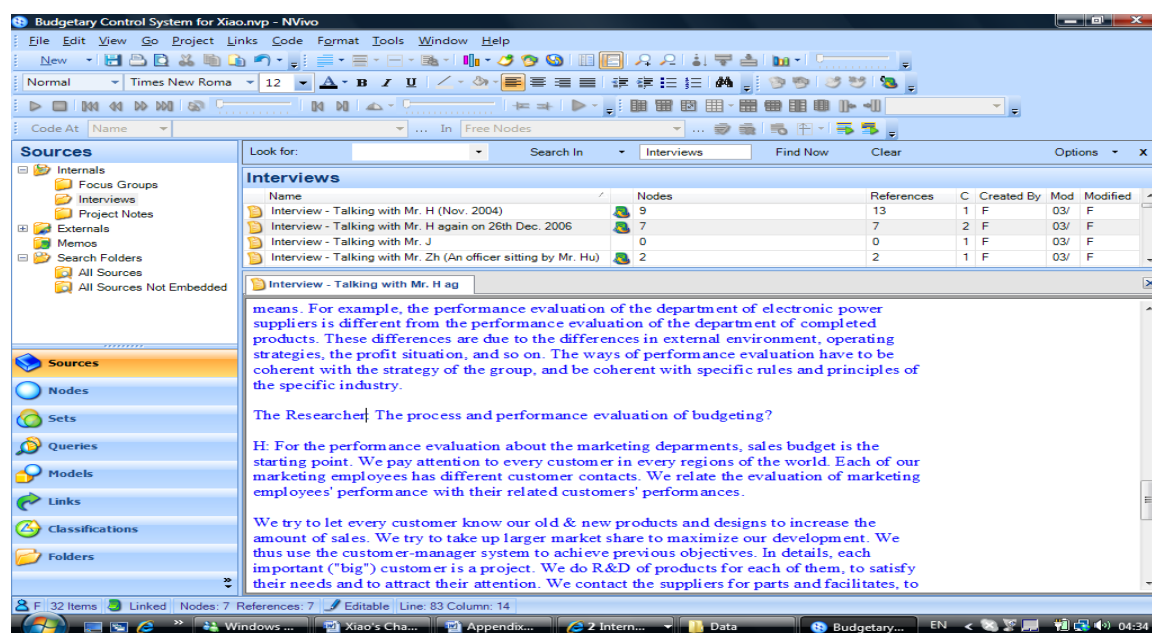 Budgetary Control System for Xiao.nvp - NVivo
File Edit View Go Project Links Code Format Tools Window Help
New
Normal Times New Roma 12 A B I U
Code At Name ... In Free Nodes ...
Sources
Internals
Focus Groups
Interviews
Project Notes
Externals
Memos
Search Folders
All Sources
All Sources Not Embedded
Sources
Nodes
Sets
Queries
Models
Links
Classifications
Folders
Look for: Search In Interviews Find Now Clear Options x
Interviews
Name Nodes References C Created By Mod Modified
Interview - Talking with Mr. H (Nov. 2004) 9 13 1 F 03/ F
Interview - Talking with Mr. H again on 26th Dec. 2006 7 7 2 F 03/ F
Interview - Talking with Mr. J 0 0 1 F 03/ F
Interview - Talking with Mr. Zh (An officer sitting by Mr. Hu) 2 2 1 F 03/ F
Interview - Talking with Mr. H ag
means. For example, the performance evaluation of the department of electronic power
suppliers is different from the performance evaluation of the department of completed
products. These differences are due to the differences in external environment, operating
strategies, the profit situation, and so on. The ways of performance evaluation have to be
coherent with the strategy of the group, and be coherent with specific rules and principles of
the specific industry.
The Researcher: The process and performance evaluation of budgeting?
H: For the performance evaluation about the marketing deparments, sales budget is the
starting point. We pay attention to every customer in every regions of the world. Each of our
marketing employees has different customer contacts. We relate the evaluation of marketing
employees' performance with their related customers' performances.
We try to let every customer know our old & new products and designs to increase the
amount of sales. We try to take up larger market share to maximize our development. We
thus use the customer-manager system to achieve previous objectives. In details, each
important ("big") customer is a project. We do R&D of products for each of them, to satisfy
their needs and to attract their attention. We contact the suppliers for parts and facilitates, to
F 32 Items Linked Nodes: 7 References: 7 Editable Line: 83 Column: 14
Windows ... Xiao's Cha... Appendix... 2 Intern... Data Budgetary... EN 04:34